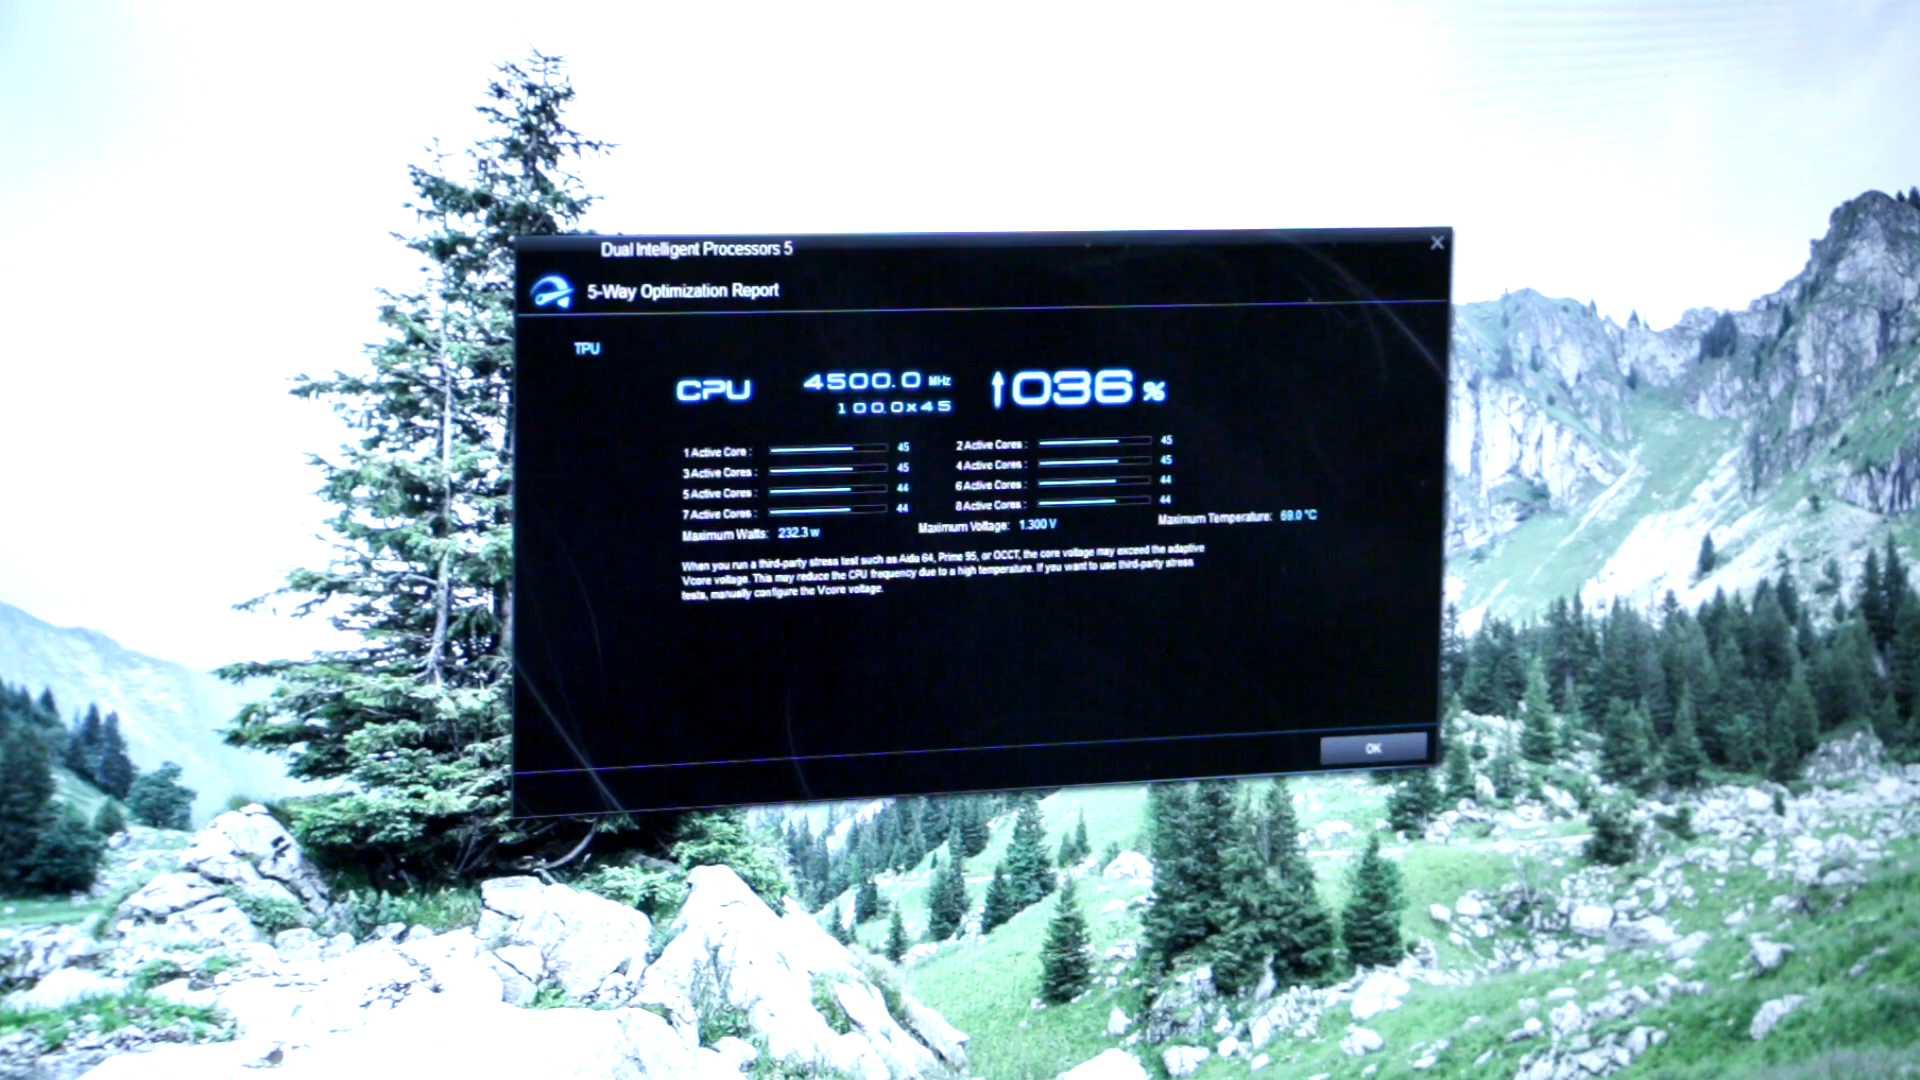 Dual Intelligent Processors 5
5-Way Optimization Report
TPU
CPU 4500.0 MHz 036 %
100.0x45
1 Active Core : 45 2 Active Cores : 45
3 Active Cores : 45 4 Active Cores : 45
5 Active Cores : 44 6 Active Cores : 44
7 Active Cores : 44 8 Active Cores : 44
Maximum Watts: 232.3 w Maximum Voltage: 1.300 V Maximum Temperature: 69.0 °C
When you run a third-party stress test such as Aida 64, Prime 95, or OCCT, the core voltage may exceed the adaptive
Vcore voltage. This may reduce the CPU frequency due to a high temperature. If you want to use third-party stress
tests, manually configure the Vcore voltage.
OK